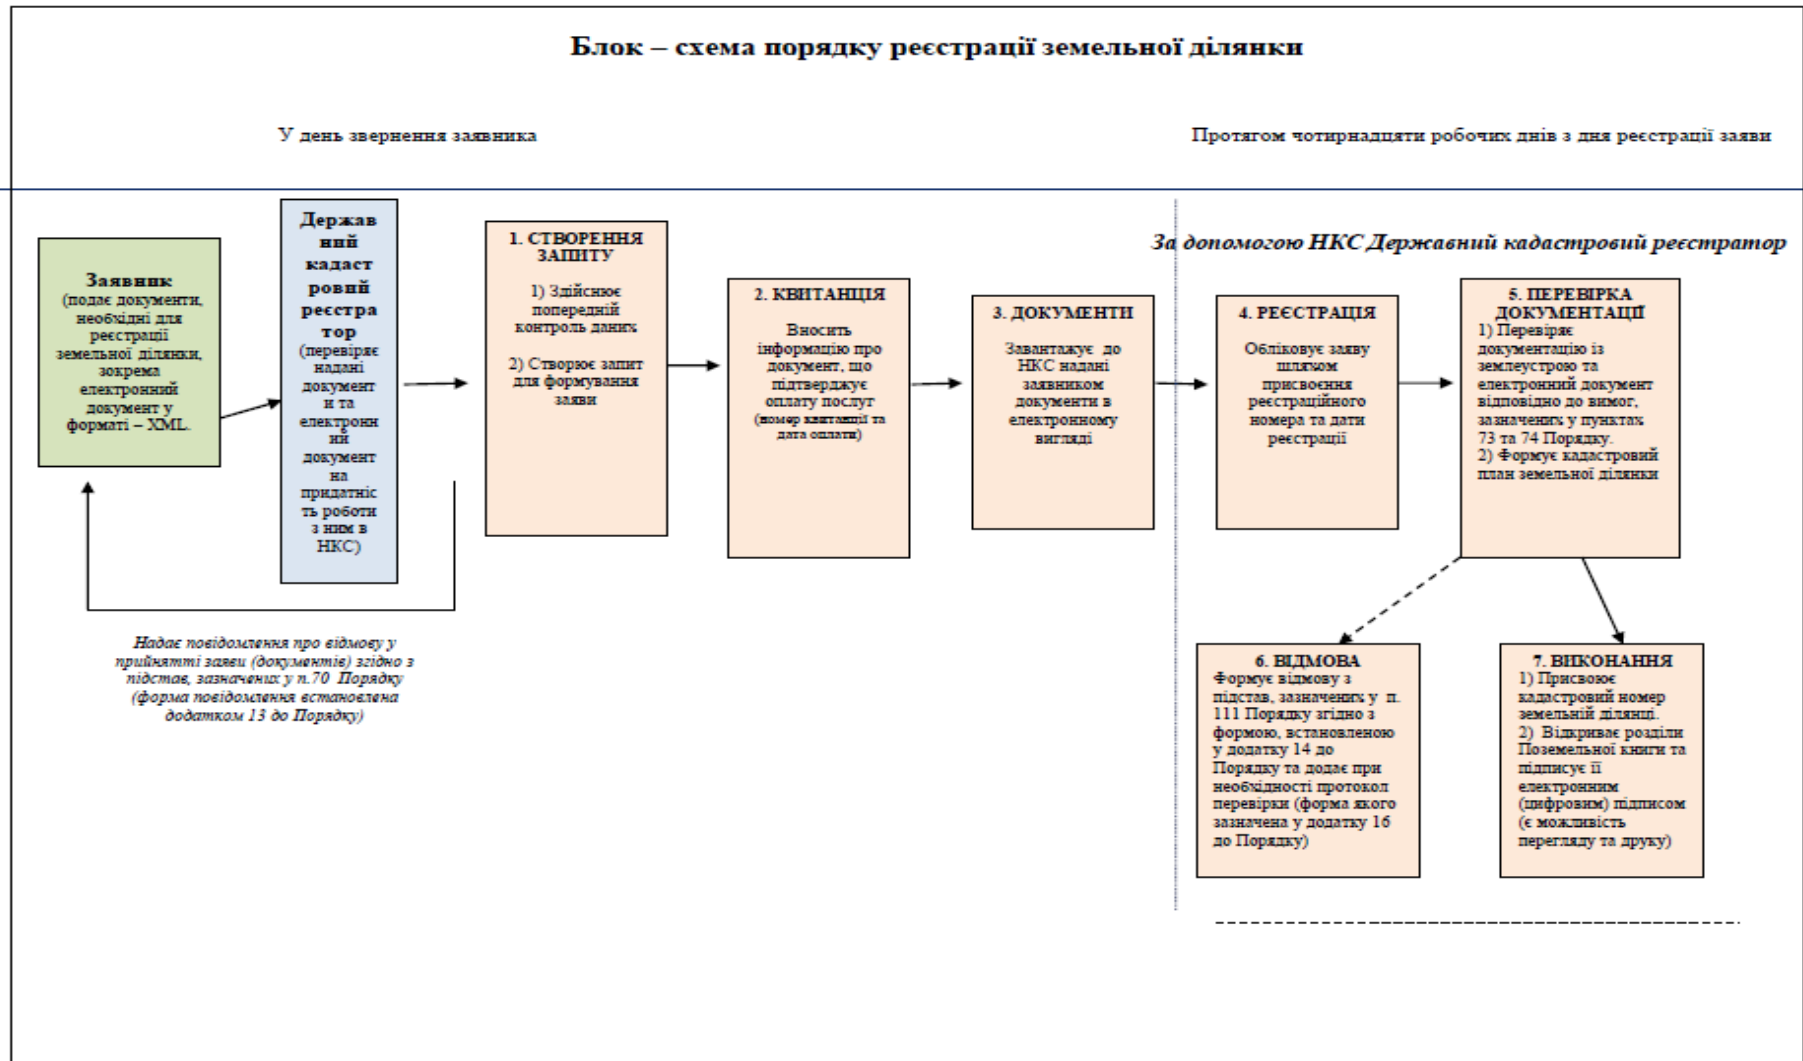 Блок – схема порядку реєстрації земельної ділянки
У день звернення заявника
Протягом чотирнадцяти робочих днів з дня реєстрації заяви
За допомогою НКС Державний кадастровий реєстратор
Заявник
(подає документи,
необхідні для
реєстрації
земельної ділянки,
зокрема
електронний
документ у
форматі – XML.
Держав
ний
кадаст
ровий
реєстра
тор
(перевіряє
надані
документ
и та
електронн
ий
документ
на
придатніс
ть роботи
з ним в
НКС)
1. СТВОРЕННЯ
ЗАПИТУ
1) Здійснює
попередній
контроль даних
2) Створює запит
для формування
заяви
2. КВИТАНЦІЯ
Вносить
інформацію про
документ, що
підтверджує
оплату послуг
(номер квитанції та
дата оплати)
3. ДОКУМЕНТИ
Завантажує до
НКС надані
заявником
документи в
електронному
вигляді
4. РЕЄСТРАЦІЯ
Обліковує заяву
шляхом
присвоєння
реєстраційного
номера та дати
реєстрації
5. ПЕРЕВІРКА
ДОКУМЕНТАЦІЇ
1) Перевіряє
документацію із
землеустрою та
електронний документ
відповідно до вимог,
зазначених у пунктах
73 та 74 Порядку.
2) Формує кадастровий
план земельної ділянки
Надає повідомлення про відмову у
прийнятті заяви (документів) згідно з
підстав, зазначених у п.70 Порядку
(форма повідомлення встановлена
додатком 13 до Порядку)
6. ВІДМОВА
Формує відмову з
підстав, зазначених у п.
111 Порядку згідно з
формою, встановленою
у додатку 14 до
Порядку та додає при
необхідності протокол
перевірки (форма якого
зазначена у додатку 16
до Порядку)
7. ВИКОНАННЯ
1) Присвоює
кадастровий номер
земельній ділянці.
2) Відкриває розділи
Поземельної книги та
підписує її
електронним
(цифровим) підписом
(є можливість
перегляду та друку)